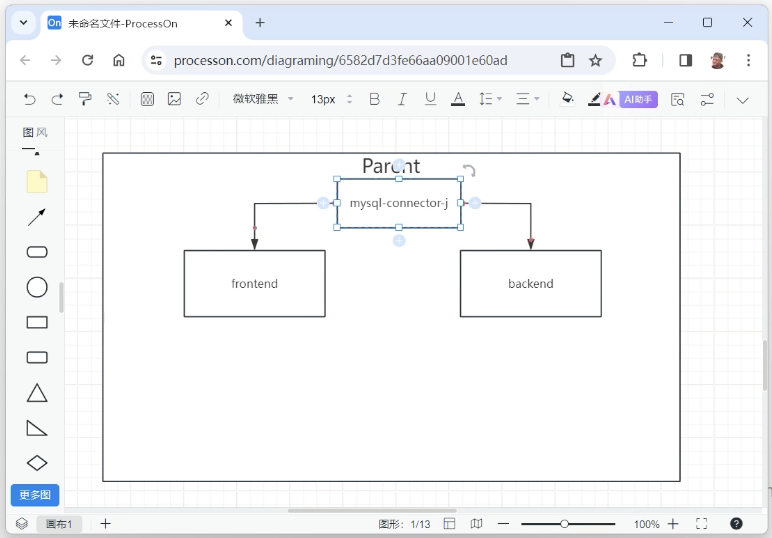 On 未命名文件-ProcessOn
processon.com/diagraming/6582d7d3fe66aa09001e60ad
微软雅黑 13px B I U A AI助手
图风
Parent
mysql-connector-j
frontend backend
更多图
画布1 图形：1/13 100%